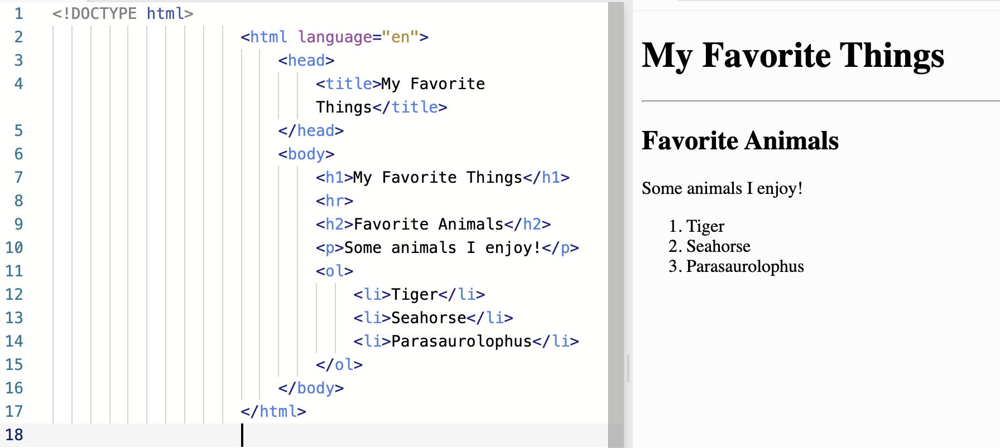 1 <!DOCTYPE html>
2 <html language="en">
3 <head>
4 <title>My Favorite
Things</title>
5 </head>
6 <body>
7 <h1>My Favorite Things</h1>
8 <hr>
9 <h2>Favorite Animals</h2>
10 <p>Some animals I enjoy!</p>
11 <ol>
12 <li>Tiger</li>
13 <li>Seahorse</li>
14 <li>Parasaurolophus</li>
15 </ol>
16 </body>
17 </html>
18
My Favorite Things
Favorite Animals
Some animals I enjoy!
1. Tiger
2. Seahorse
3. Parasaurolophus